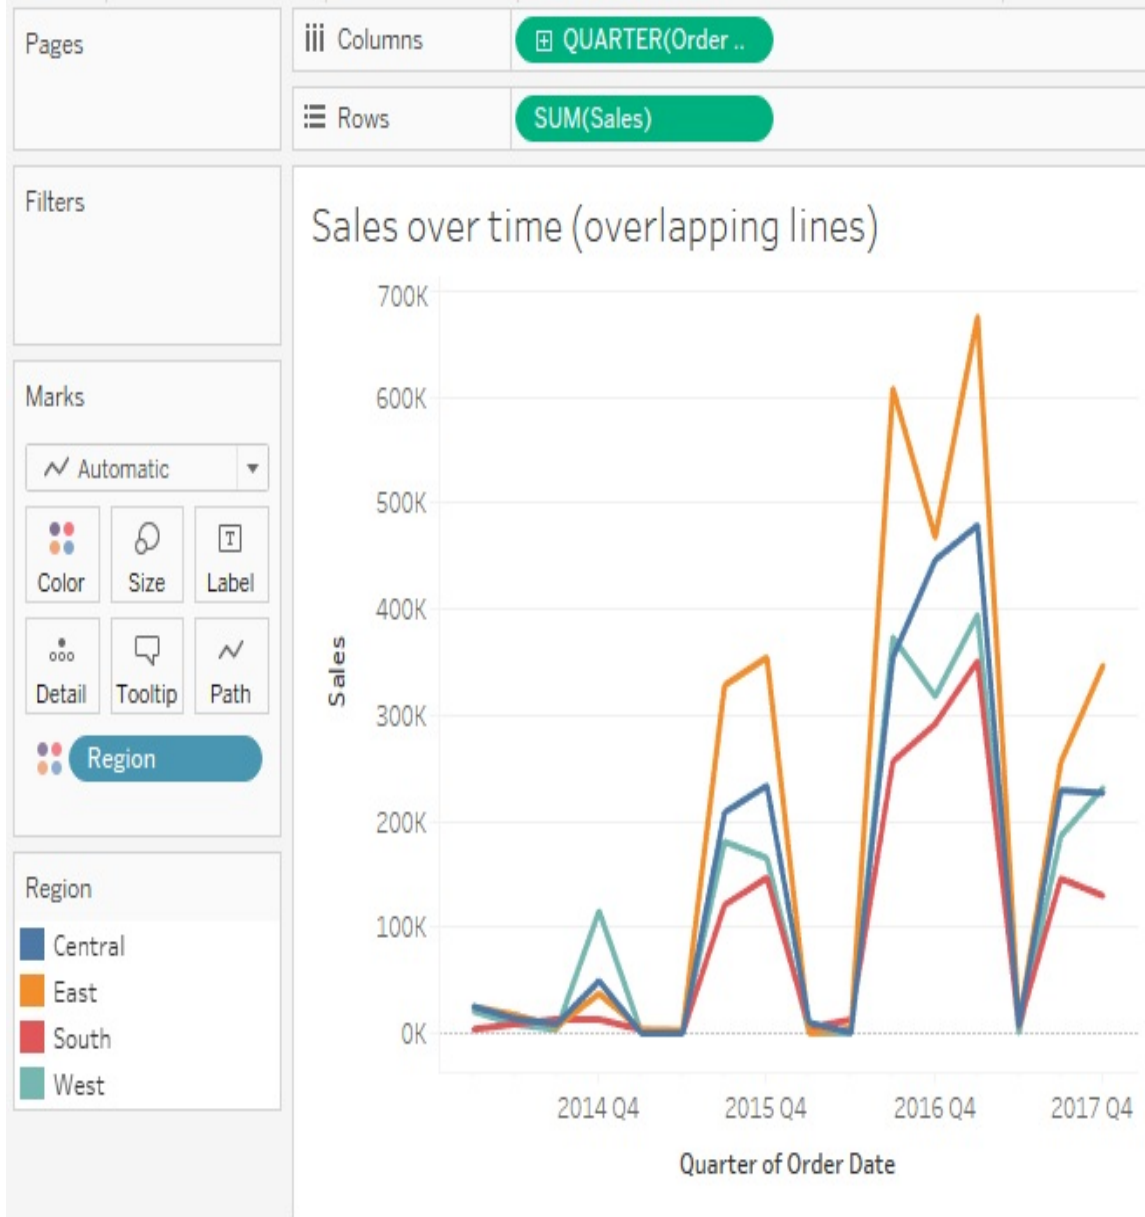 Pages
Columns
QUARTER(Order ..
Rows
SUM(Sales)
Filters
Marks
Automatic
Color
Size
T
Label
Detail
Tooltip
Path
Region
Region
Central
East
South
West
Sales over time (overlapping lines)
700K
600K
500K
400K
300K
200K
100K
0K
Sales
2014 Q4
2015 Q4
2016 Q4
2017 Q4
Quarter of Order Date